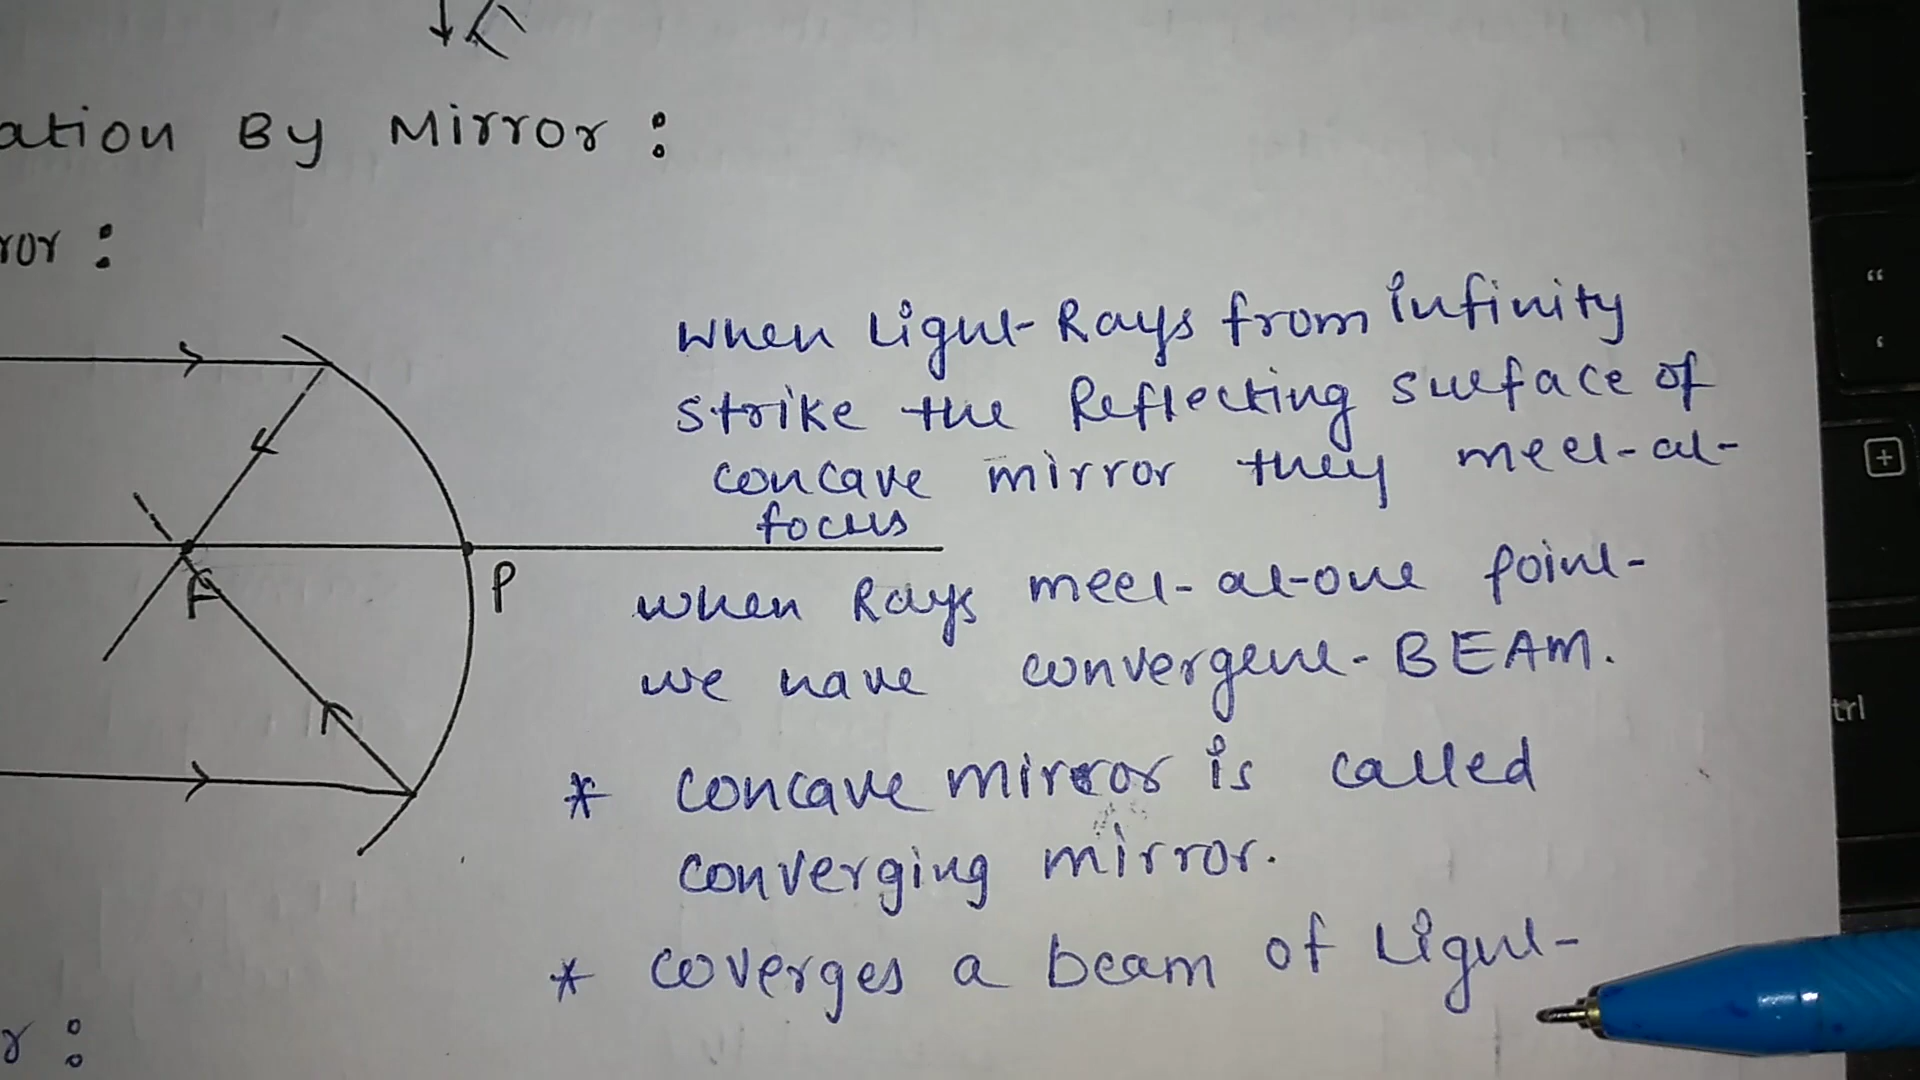 ation By Mirror :
ror :
When Light Rays from infinity
strike the Reflecting surface of
concave mirror they meet at
focus
P
F
when Rays meet at one point
we have convergent BEAM.
* concave mirror is called
converging mirror.
* coverges a beam of Light
r :
trl